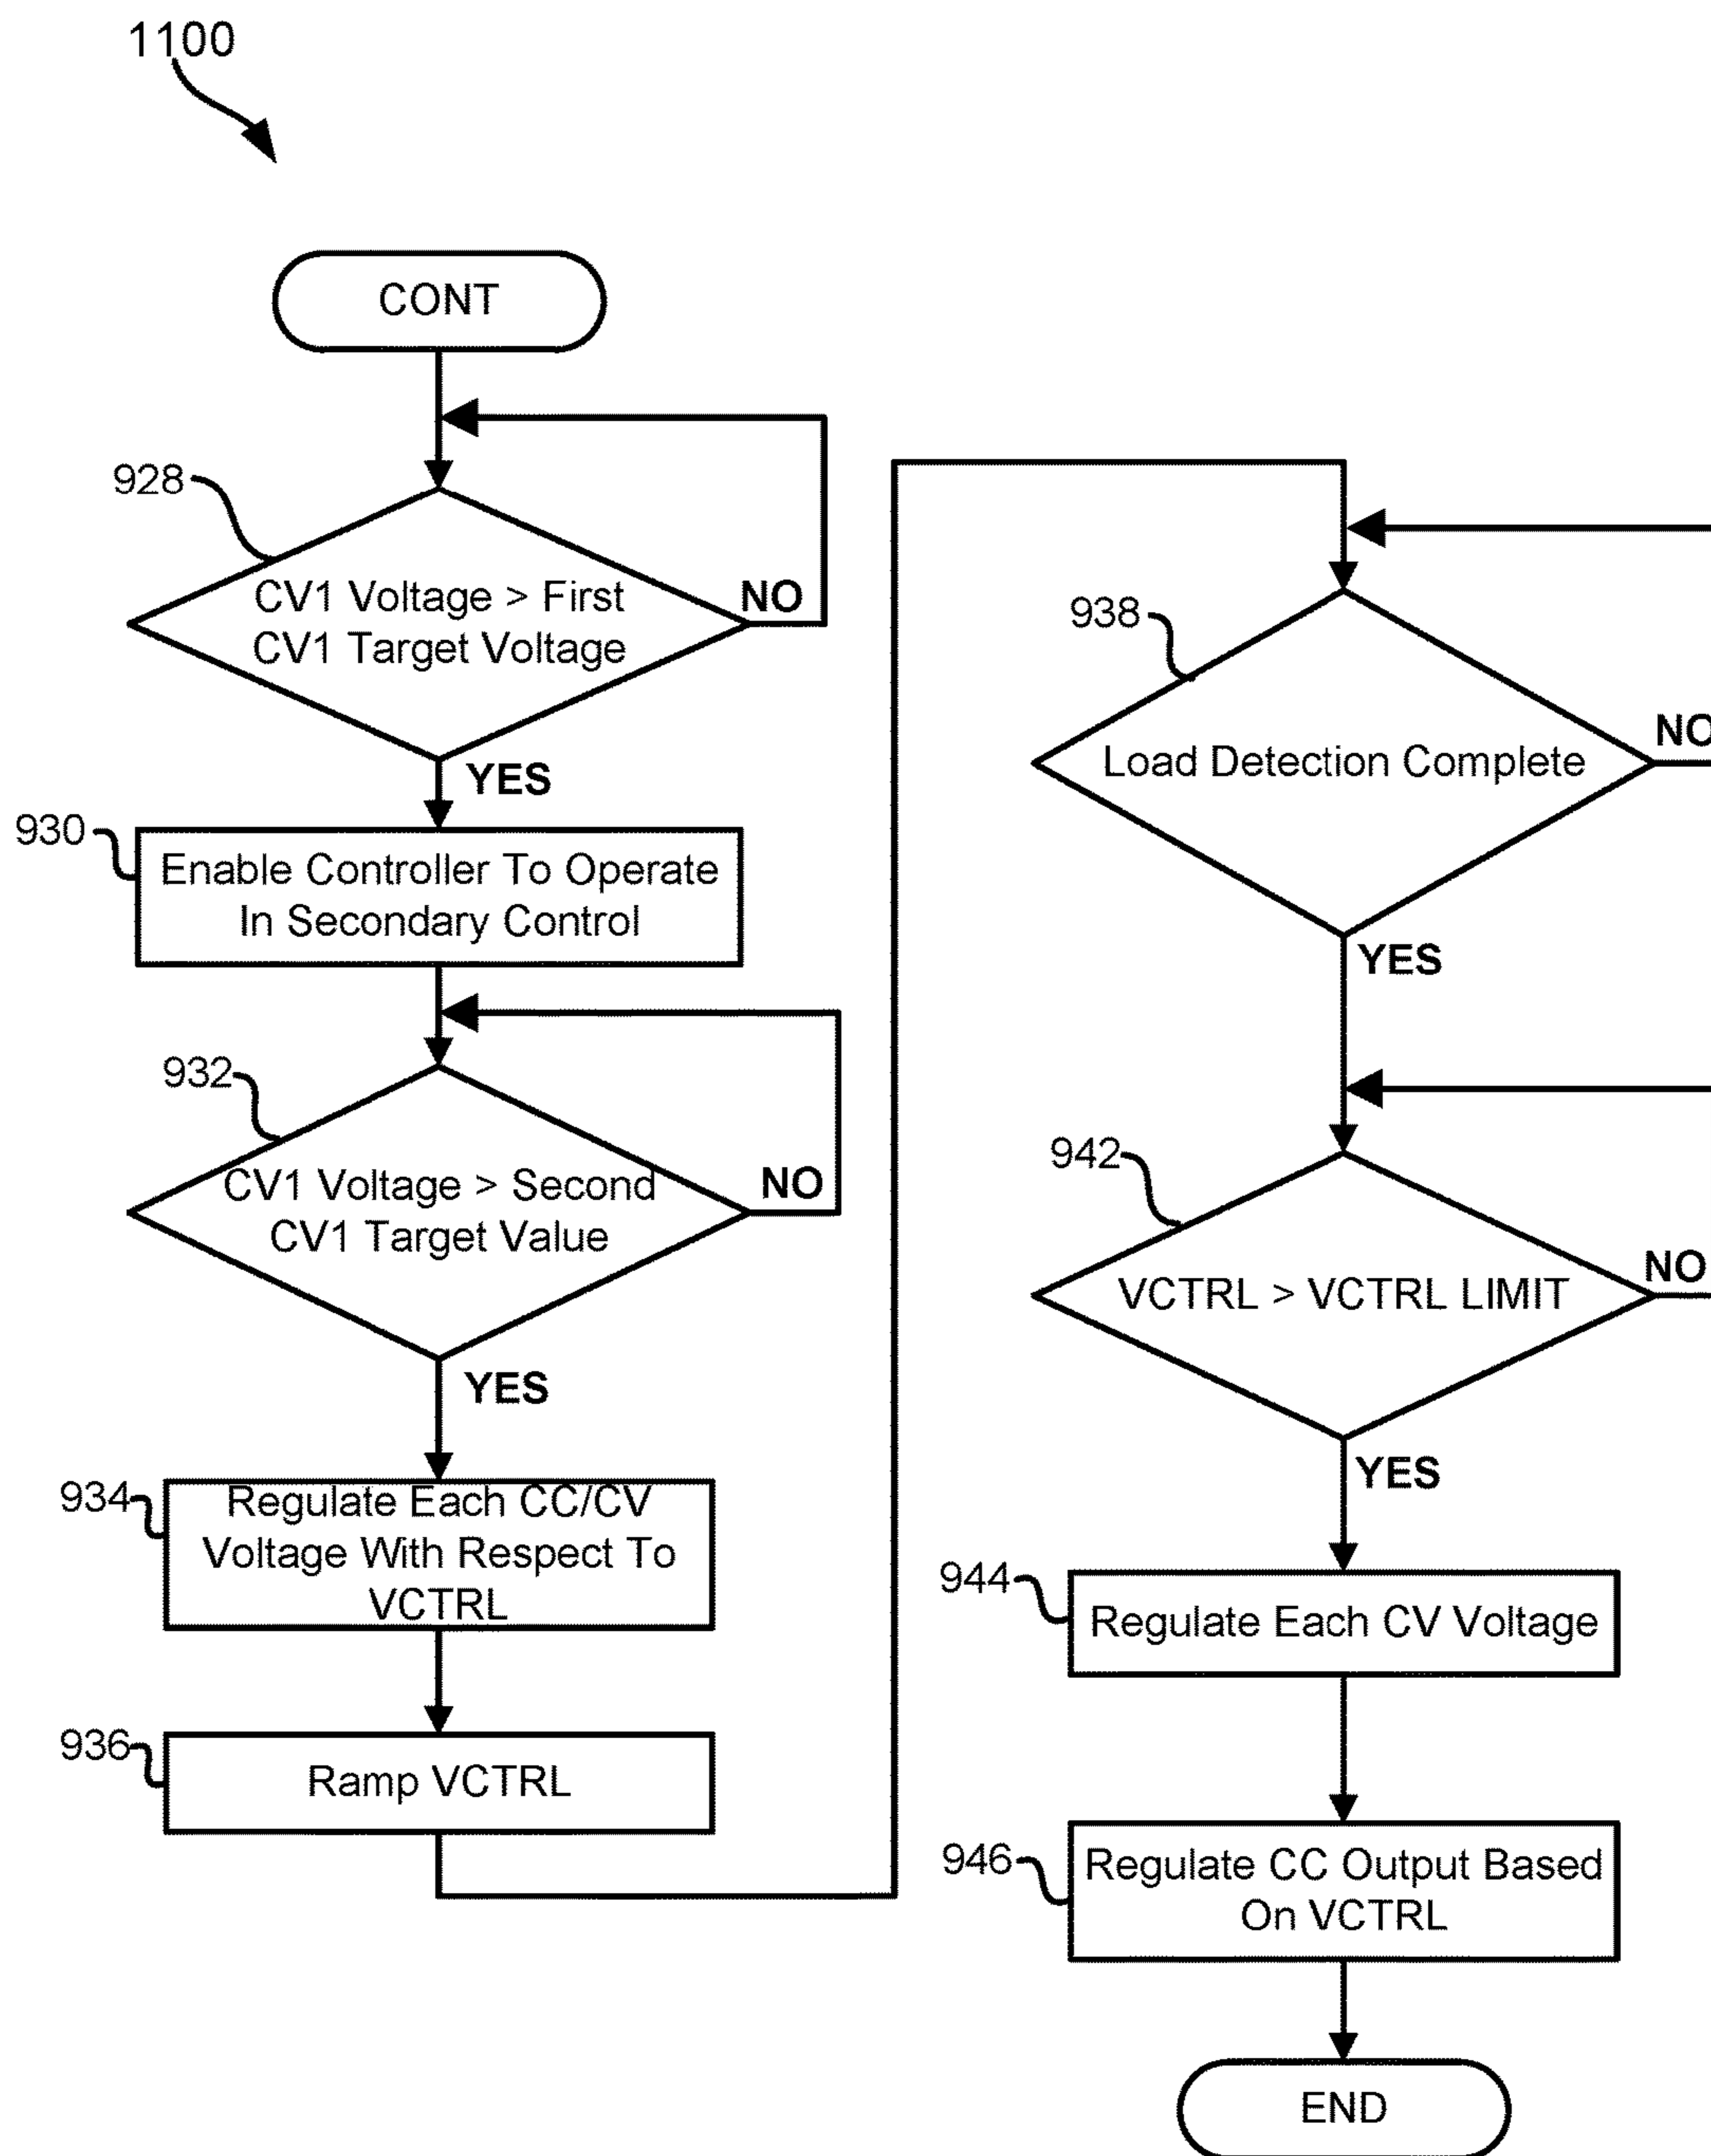 1100
CONT
928
CV1 Voltage > First
CV1 Target Voltage
NO
YES
930
Enable Controller To Operate
In Secondary Control
932
CV1 Voltage > Second
CV1 Target Value
NO
YES
934
Regulate Each CC/CV
Voltage With Respect To
VCTRL
936
Ramp VCTRL
938
Load Detection Complete
NO
YES
942
VCTRL > VCTRL LIMIT
NO
YES
944
Regulate Each CV Voltage
946
Regulate CC Output Based
On VCTRL
END